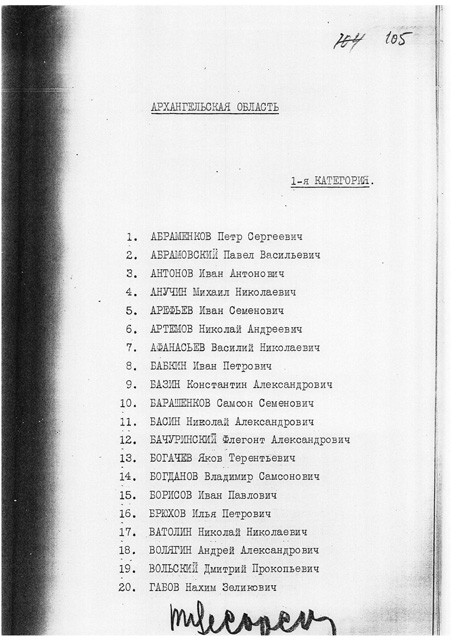 104 105
АРХАНГЕЛЬСКАЯ ОБЛАСТЬ
1-я КАТЕГОРИЯ.
1. АБРАМЕНКОВ Петр Сергеевич
2. АБРАМОВСКИЙ Павел Васильевич
3. АНТОНОВ Иван Антонович
4. АНУЧИН Михаил Николаевич
5. АРЕФЬЕВ Иван Семенович
6. АРТЕМОВ Николай Андреевич
7. АФАНАСЬЕВ Василий Николаевич
8. БАБКИН Иван Петрович
9. БАЗИН Константин Александрович
10. БАРАШЕНКОВ Самсон Семенович
11. БАСИН Николай Александрович
12. БАЧУРИНСКИЙ Флегонт Александрович
13. БОГАЧЕВ Яков Терентьевич
14. БОГДАНОВ Владимир Самсонович
15. БОРИСОВ Иван Павлович
16. БРЮХОВ Илья Петрович
17. ВАТОЛИН Николай Николаевич
18. ВОЛЯГИН Андрей Александрович
19. ВОЛЬСКИЙ Дмитрий Прокопьевич
20. ГАБОВ Нахим Зеликович